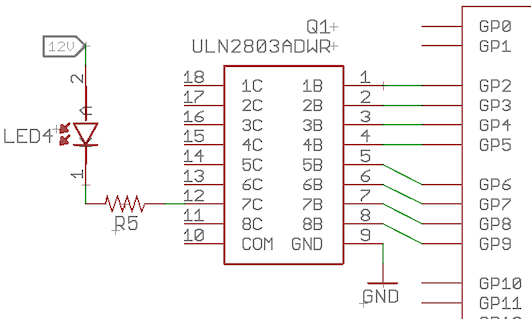 Q1
ULN2803ADWR
12V
2
LED4
1
R5
18 1C 1B 1 GP2
17 2C 2B 2 GP3
16 3C 3B 3 GP4
15 4C 4B 4 GP5
14 5C 5B 5 GP6
13 6C 6B 6 GP7
12 7C 7B 7 GP8
11 8C 8B 8 GP9
10 COM GND 9
GND
GP0
GP1
GP10
GP11